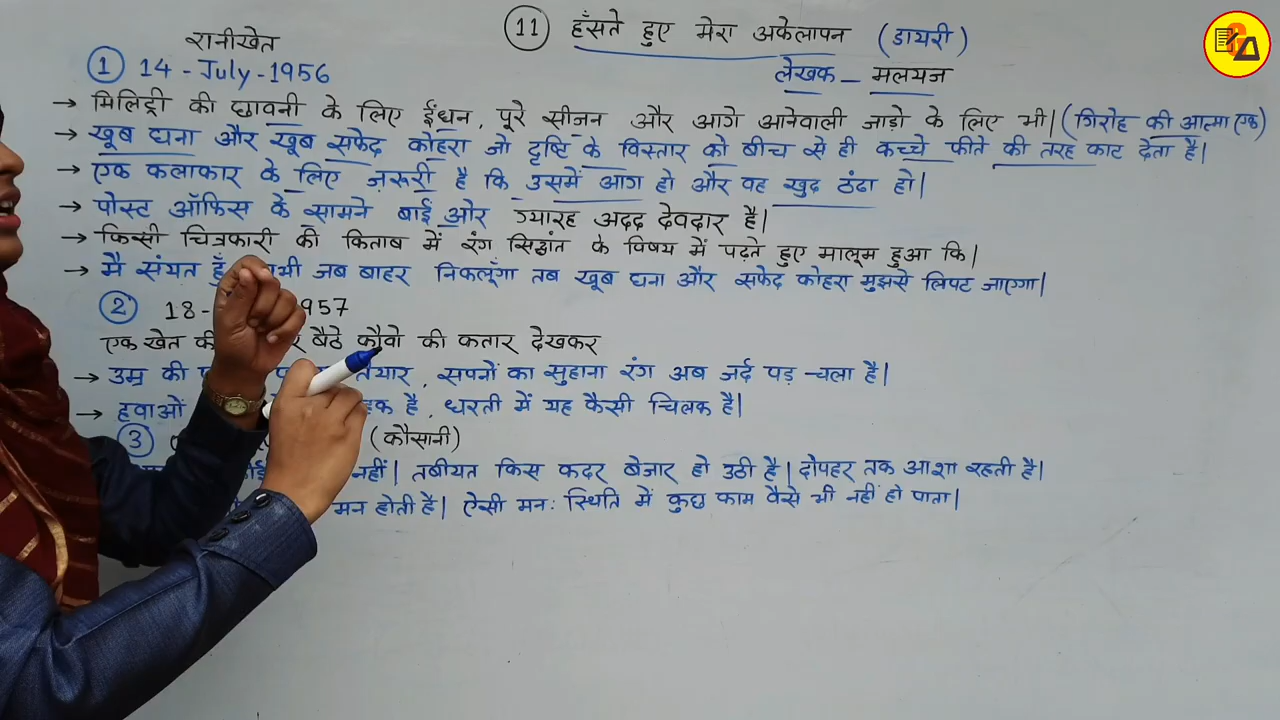 रानीखेत
11 हँसते हुए मेरा अकेलापन (डायरी)
1 14 - July - 1956
लेखक - मलयज
→ मिलिट्री की छावनी के लिए ईंधन, पूरे सीजन और आगे आनेवाली जाड़ो के लिए भी। (गिरोह की आत्मा एक)
→ खूब घना और खूब सफेद कोहरा जो दृष्टि के विस्तार को बीच से ही कच्चे फीते की तरह काट देता है।
→ एक कलाकार के लिए ज़रूरी है कि उसमें आग हो और वह खुद ठंढा हो।
→ पोस्ट ऑफिस के सामने बाईं ओर ग्यारह अदद देवदार है।
→ किसी चित्रकारी की किताब में रंग सिद्धांत के विषय में पढ़ते हुए मालूम हुआ कि।
→ मै संयत हूँ जब बाहर निकलूँगा तब खूब घना और सफेद कोहरा मुझसे लिपट जाएगा।
2 18- 1957
एक खेत की बैठे कौवो की कतार देखकर
→ उम्र की तैयार, सपनों का सुहाना रंग अब जर्द पड़ चला है।
→ हवाओं है, धरती में यह कैसी चिलक है।
3 (कौसानी)
नहीं। तबीयत किस कदर बेजार हो उठी है। दोपहर तक आशा रहती है।
मन होती है। ऐसी मनः स्थिति में कुछ काम वैसे भी नहीं हो पाता।